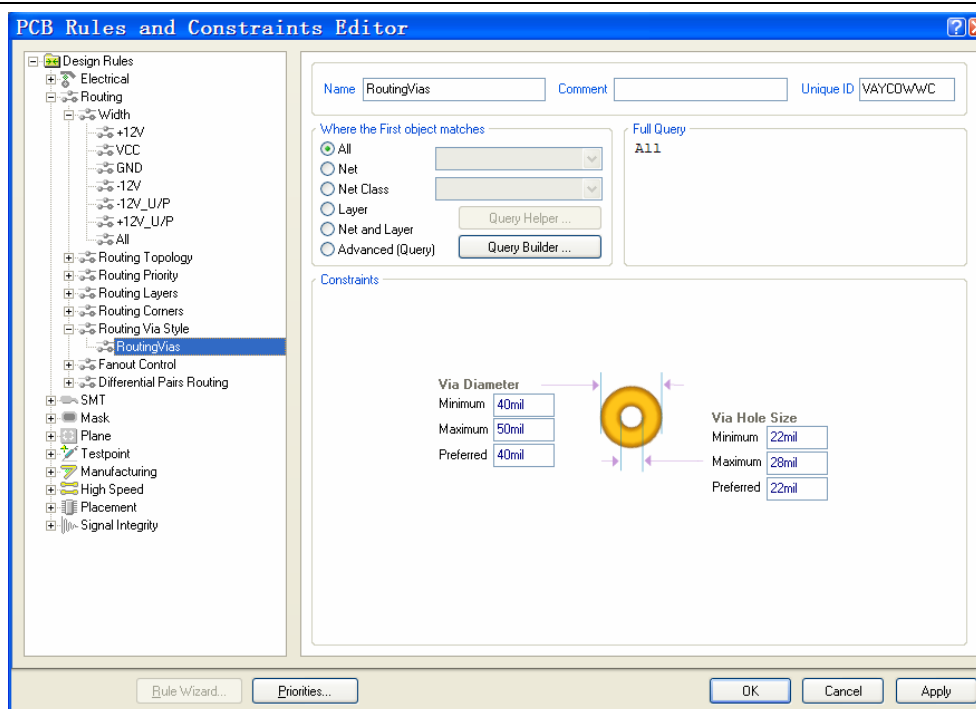 PCB Rules and Constraints Editor
Design Rules
Electrical
Routing
Width
+12V
VCC
GND
-12V
-12V_U/P
+12V_U/P
All
Routing Topology
Routing Priority
Routing Layers
Routing Corners
Routing Via Style
RoutingVias
Fanout Control
Differential Pairs Routing
SMT
Mask
Plane
Testpoint
Manufacturing
High Speed
Placement
Signal Integrity
Name RoutingVias Comment Unique ID VAYCOWWC
Where the First object matches
All
Net
Net Class
Layer
Net and Layer
Advanced (Query)
Query Helper ...
Query Builder ...
Full Query
All
Constraints
Via Diameter
Minimum 40mil
Maximum 50mil
Preferred 40mil
Via Hole Size
Minimum 22mil
Maximum 28mil
Preferred 22mil
Rule Wizard... Priorities... OK Cancel Apply